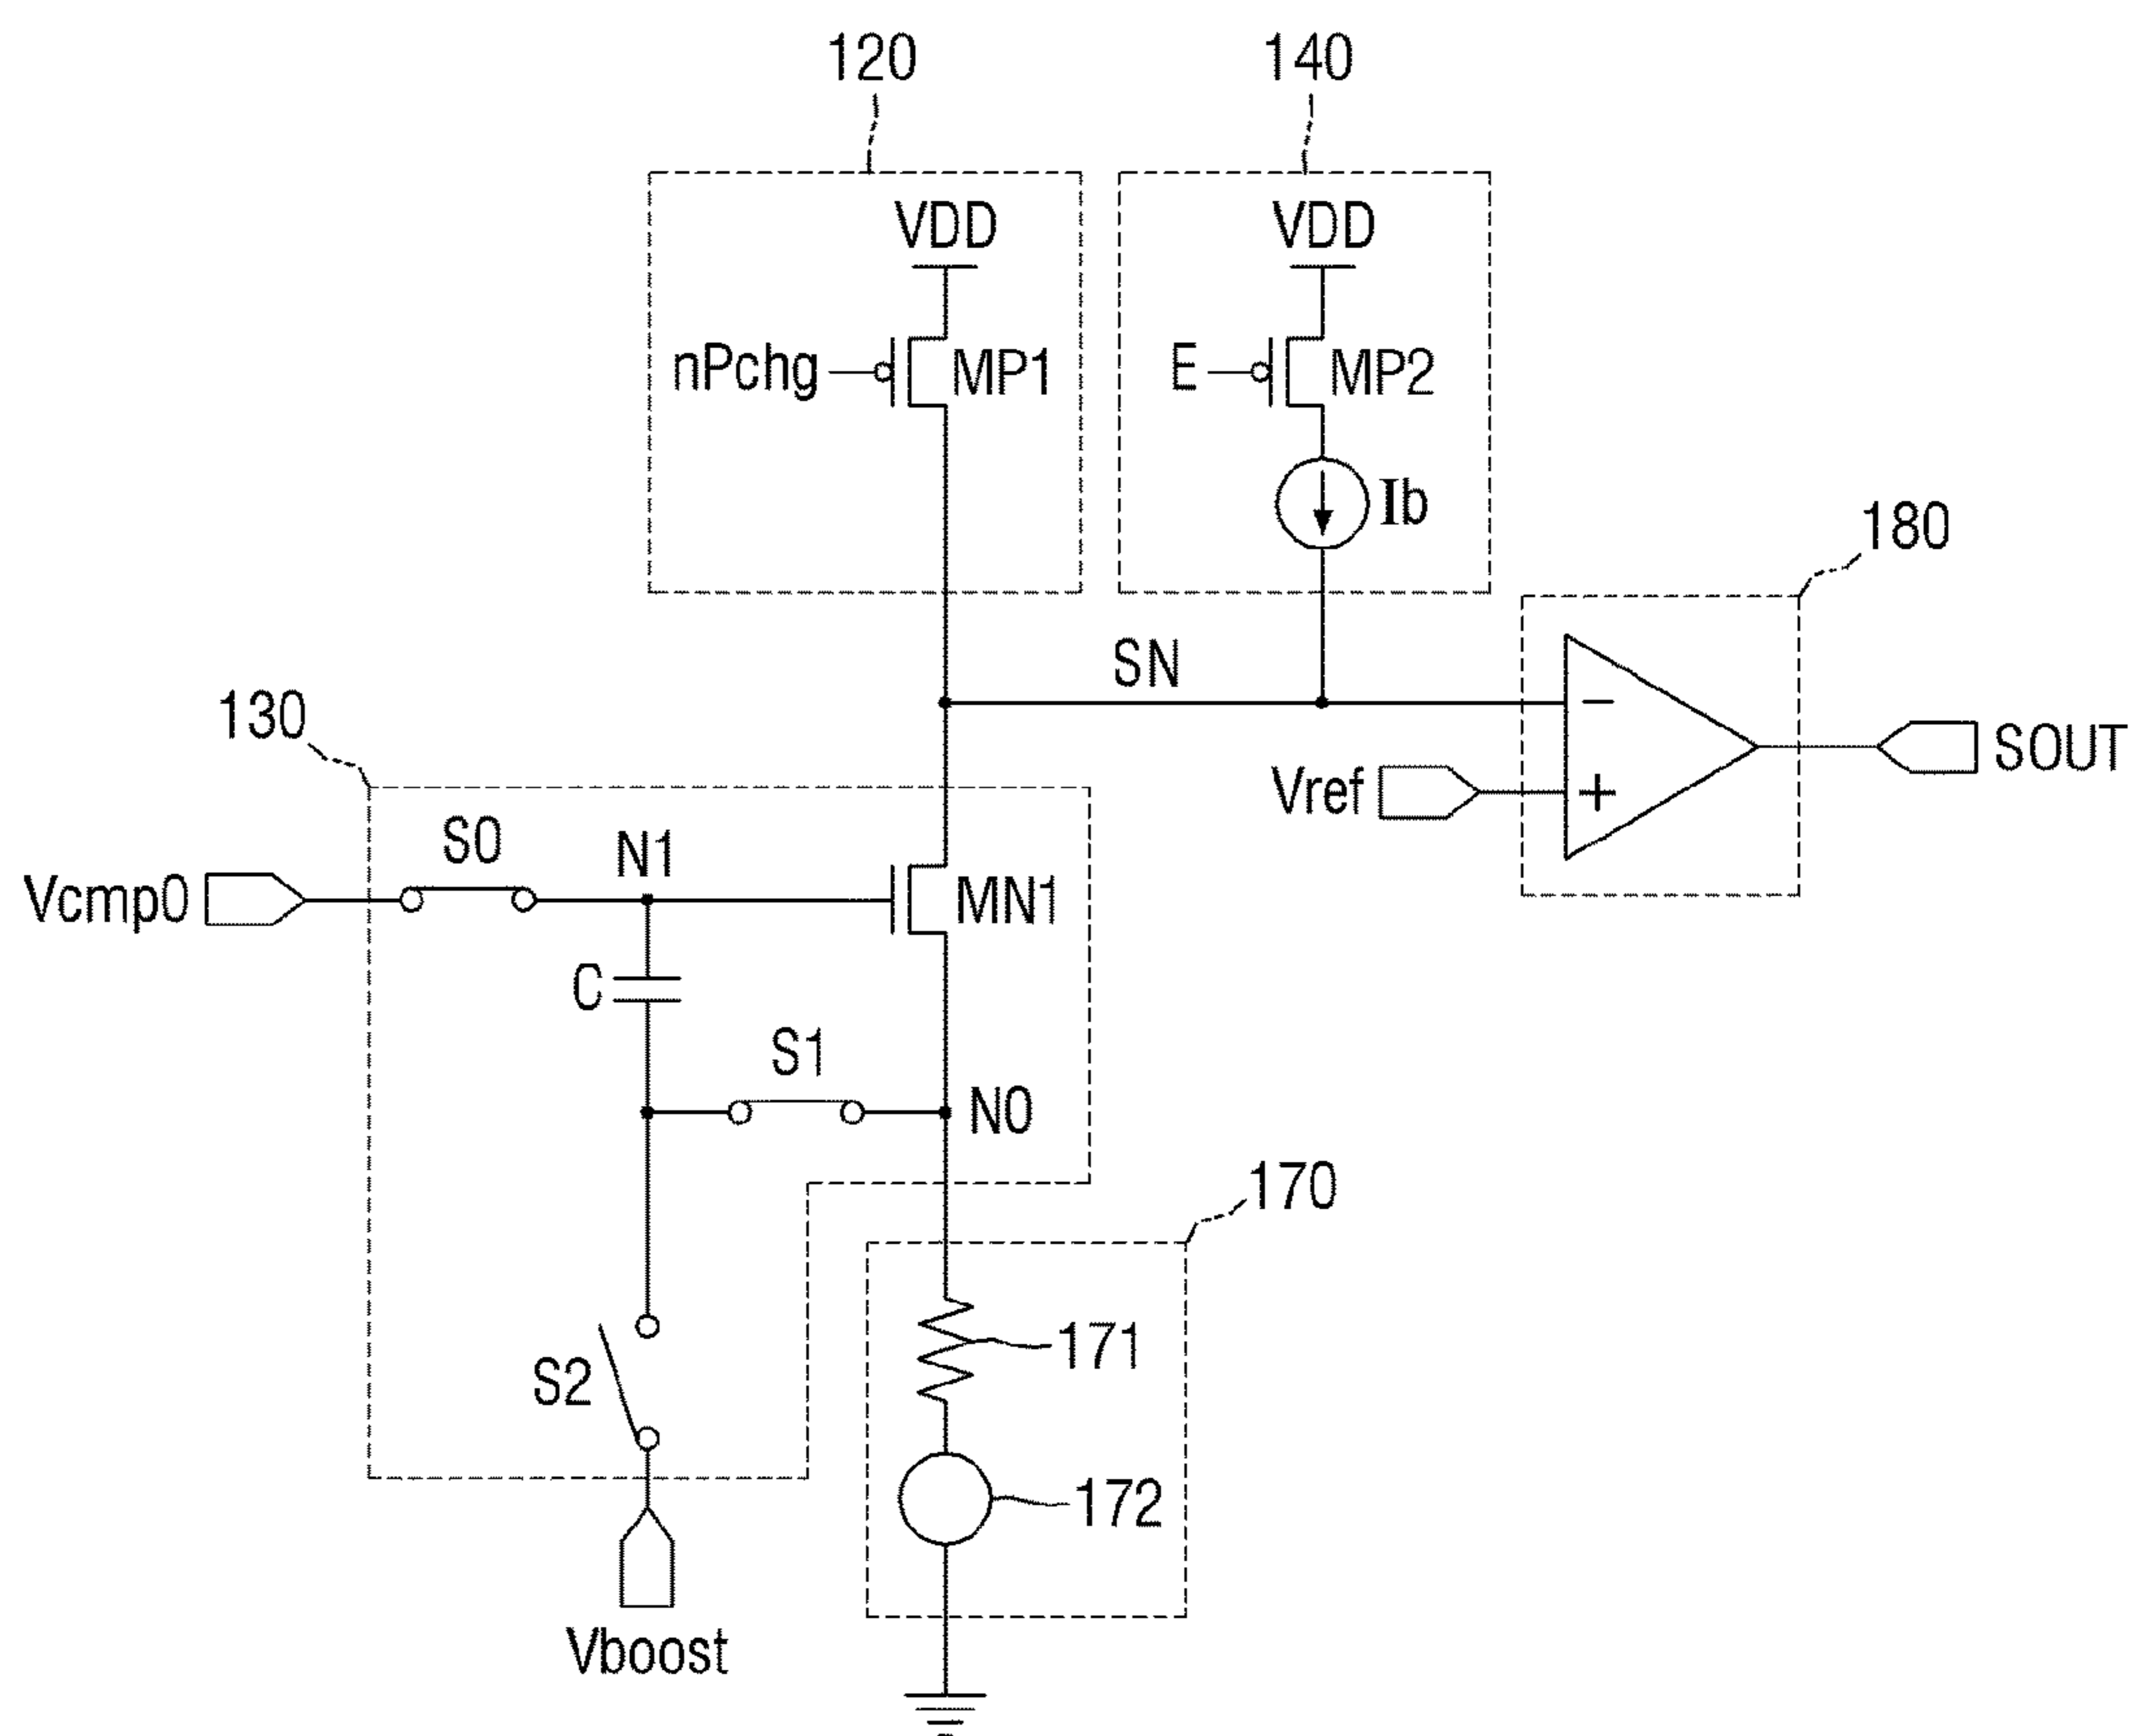 120 140
VDD VDD
nPchg MP1 E MP2
Ib
180
SN
130
−
SOUT
Vref +
S0 N1
Vcmp0 MN1
C
S1
N0
170
171
S2
172
Vboost